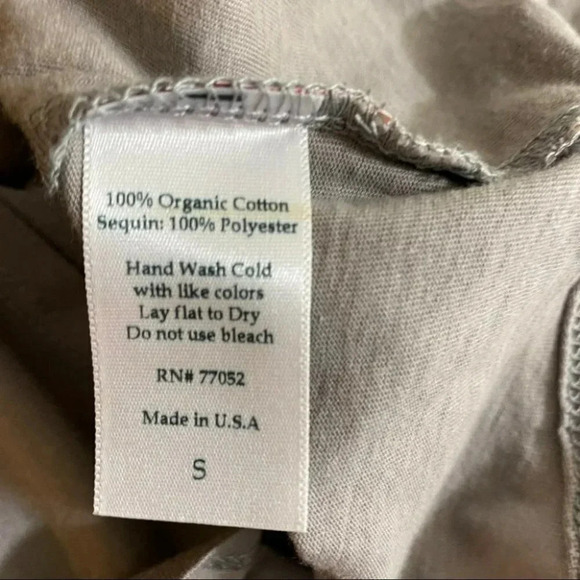 100% Organic Cotton
Sequin: 100% Polyester
Hand Wash Cold
with like colors
Lay flat to Dry
Do not use bleach
RN# 77052
Made in U.S.A
S